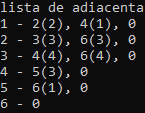 lista de adiacenta
1 - 2(2), 4(1), 0
2 - 3(3), 6(3), 0
3 - 4(4), 6(4), 0
4 - 5(3), 0
5 - 6(1), 0
6 - 0